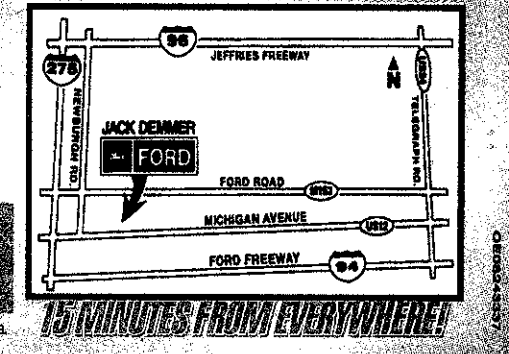 96
JEFFRIES FREEWAY
275
N
US24
NEWBURGH RD.
TELEGRAPH RD.
JACK DEMMER
FORD
FORD ROAD
M153
MICHIGAN AVENUE
US12
FORD FREEWAY
94
15 MINUTES FROM EVERYWHERE!